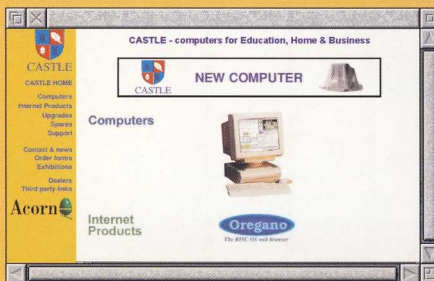 CASTLE - computers for Education, Home & Business
CASTLE
CASTLE HOME
Computers
Internet Products
Upgrades
Spares
Support
Contact & news
Order forms
Exhibitions
Dealers
Third party links
Acorn
CASTLE
NEW COMPUTER
Computers
Internet
Products
Oregano
The RISC OS web browser